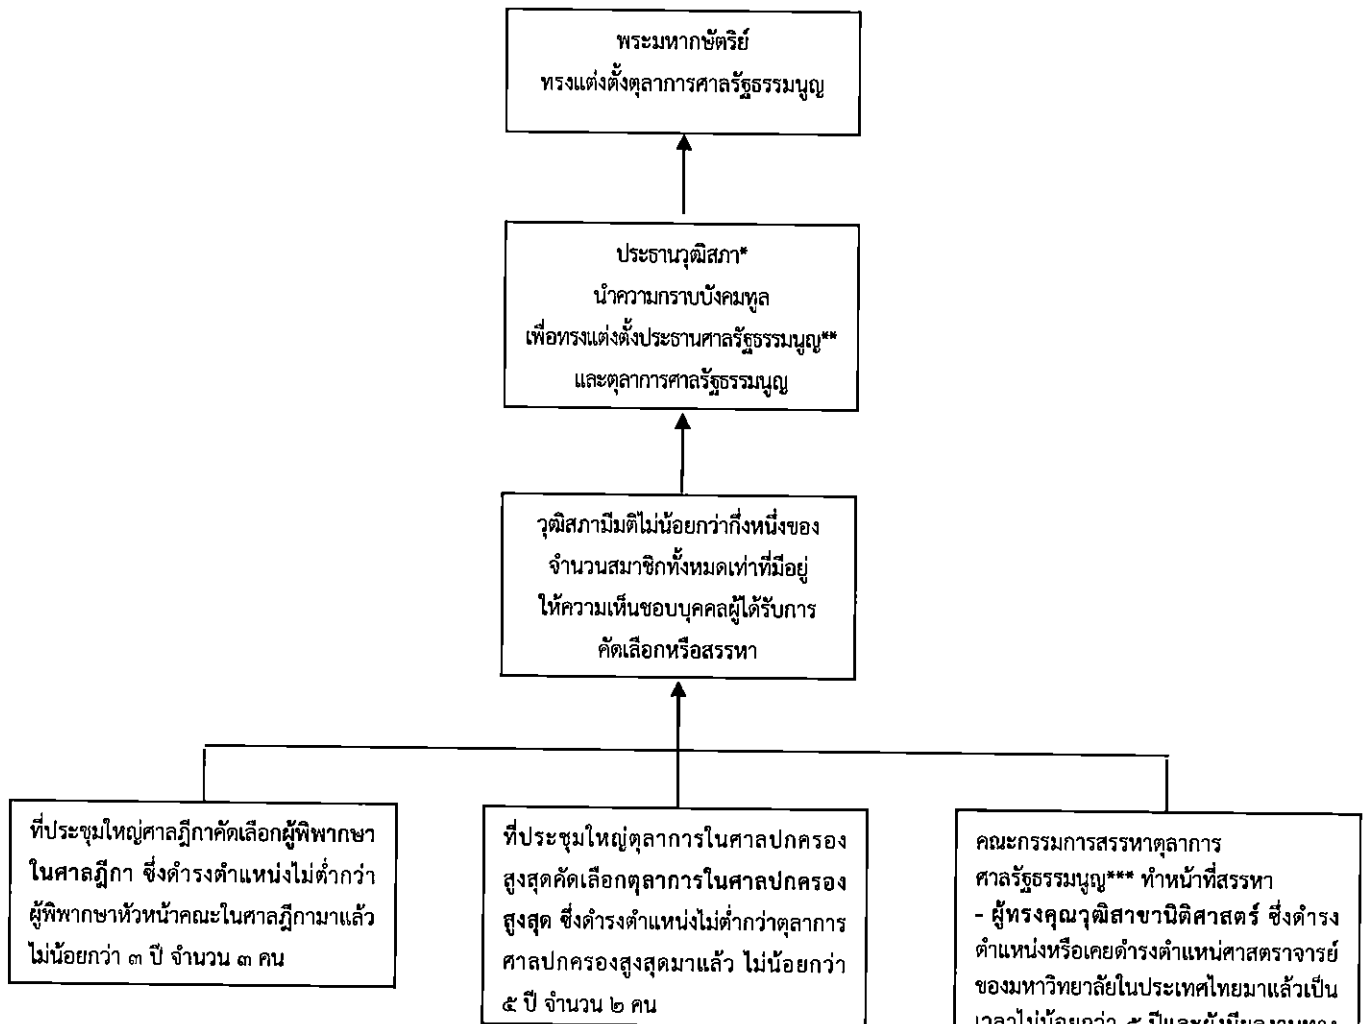 พระมหากษัตริย์
ทรงแต่งตั้งตุลาการศาลรัฐธรรมนูญ
ประธานวุฒิสภา*
นำความกราบบังคมทูล
เพื่อทรงแต่งตั้งประธานศาลรัฐธรรมนูญ**
และตุลาการศาลรัฐธรรมนูญ
วุฒิสภามีมติไม่น้อยกว่ากึ่งหนึ่งของ
จำนวนสมาชิกทั้งหมดเท่าที่มีอยู่
ให้ความเห็นชอบบุคคลผู้ได้รับการ
คัดเลือกหรือสรรหา
ที่ประชุมใหญ่ศาลฎีกาคัดเลือกผู้พิพากษา
ในศาลฎีกา ซึ่งดำรงตำแหน่งไม่ต่ำกว่า
ผู้พิพากษาหัวหน้าคณะในศาลฎีกามาแล้ว
ไม่น้อยกว่า ๓ ปี จำนวน ๓ คน
ที่ประชุมใหญ่ตุลาการในศาลปกครอง
สูงสุดคัดเลือกตุลาการในศาลปกครอง
สูงสุด ซึ่งดำรงตำแหน่งไม่ต่ำกว่าตุลาการ
ศาลปกครองสูงสุดมาแล้ว ไม่น้อยกว่า
๕ ปี จำนวน ๒ คน
คณะกรรมการสรรหาตุลาการ
ศาลรัฐธรรมนูญ*** ทำหน้าที่สรรหา
- ผู้ทรงคุณวุฒิสาขานิติศาสตร์ ซึ่งดำรง
ตำแหน่งหรือเคยดำรงตำแหน่ศาสตราจารย์
ของมหาวิทยาลัยในประเทศไทยมาแล้วเป็น
เวลาไม่น้อยกว่า ๕ ปีและยังมีผลงานทาง